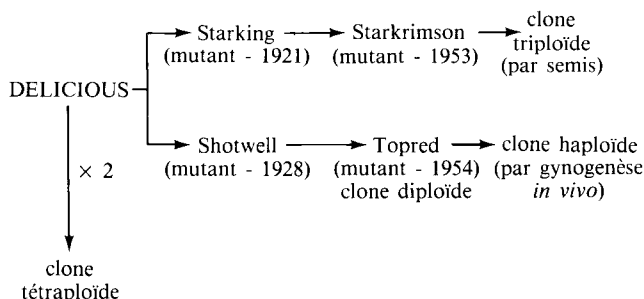 clone
Starking Starkrimson triploïde
(mutant - 1921) (mutant - 1953) (par semis)
DELICIOUS
Shotwell Topred clone haploïde
× 2 (mutant - 1928) (mutant - 1954) (par gynogenèse
clone diploïde in vivo)
clone
tétraploïde